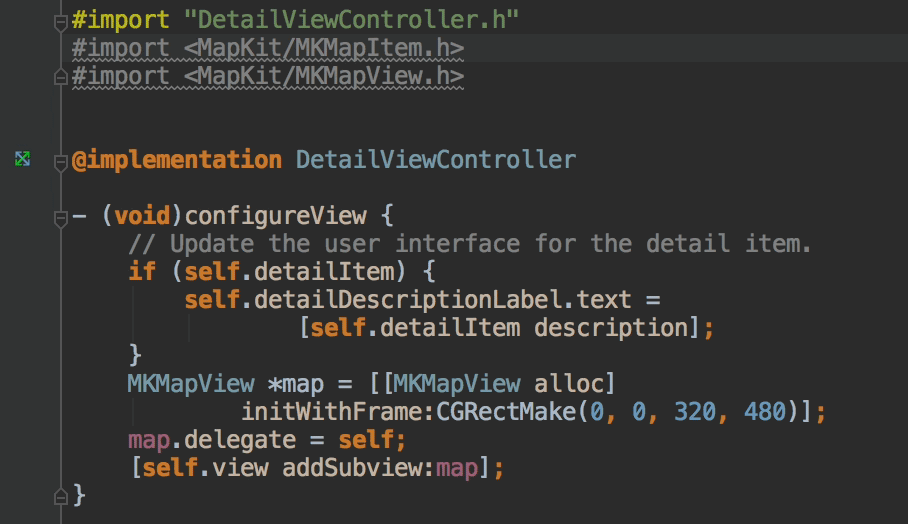 #import "DetailViewController.h"
#import <MapKit/MKMapItem.h>
#import <MapKit/MKMapView.h>
@implementation DetailViewController
- (void)configureView {
    // Update the user interface for the detail item.
    if (self.detailItem) {
        self.detailDescriptionLabel.text =
                [self.detailItem description];
    }
    MKMapView *map = [[MKMapView alloc]
            initWithFrame:CGRectMake(0, 0, 320, 480)];
    map.delegate = self;
    [self.view addSubview:map];
}